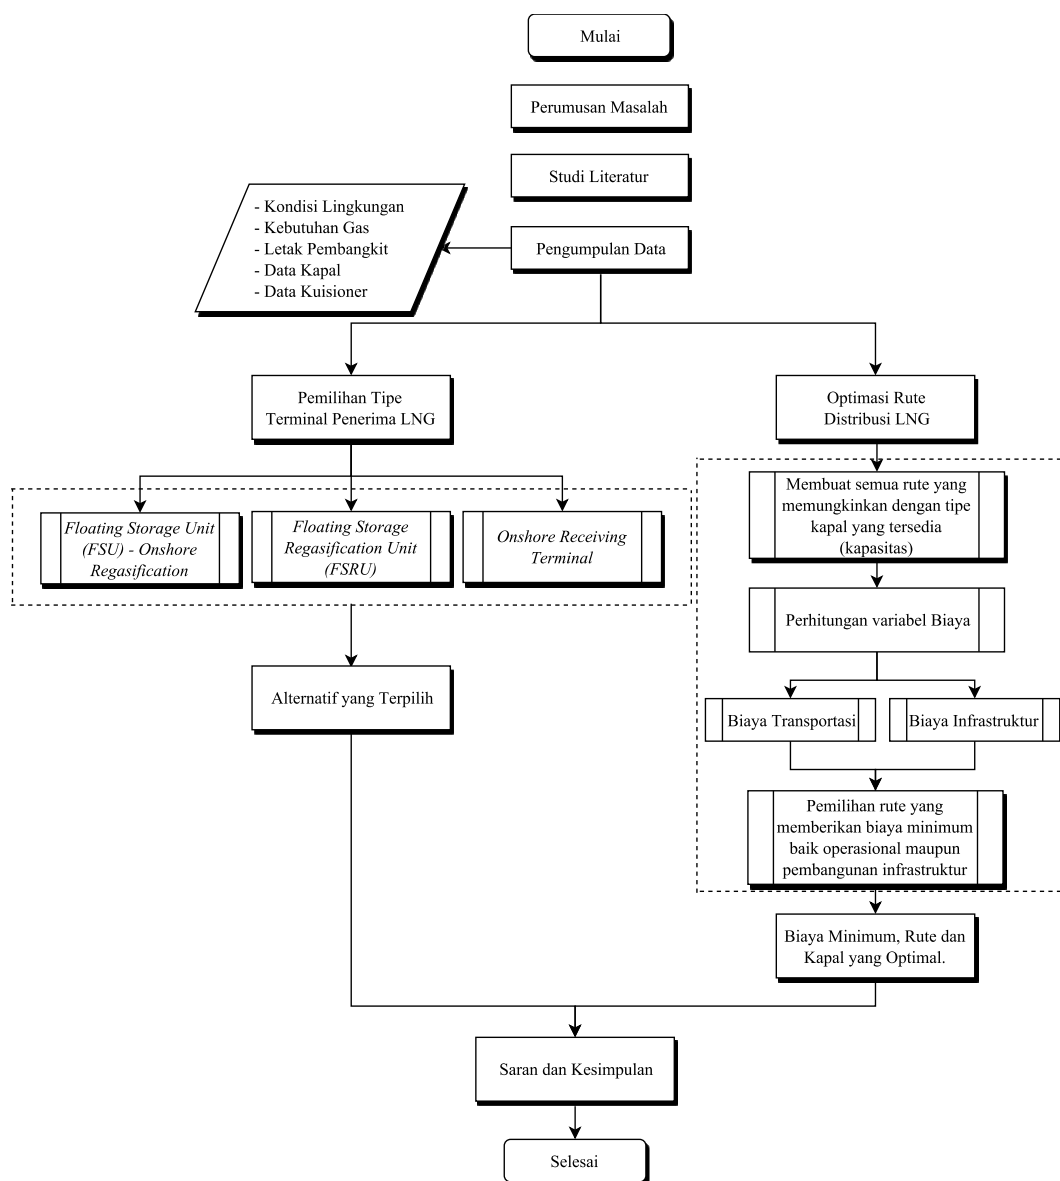 Mulai
Perumusan Masalah
Studi Literatur
- Kondisi Lingkungan
- Kebutuhan Gas
- Letak Pembangkit
- Data Kapal
- Data Kuisioner
Pengumpulan Data
Pemilihan Tipe
Terminal Penerima LNG
Optimasi Rute
Distribusi LNG
Floating Storage Unit
(FSU) - Onshore
Regasification
Floating Storage
Regasification Unit
(FSRU)
Onshore Receiving
Terminal
Membuat semua rute yang
memungkinkan dengan tipe
kapal yang tersedia
(kapasitas)
Perhitungan variabel Biaya
Alternatif yang Terpilih
Biaya Transportasi
Biaya Infrastruktur
Pemilihan rute yang
memberikan biaya minimum
baik operasional maupun
pembangunan infrastruktur
Biaya Minimum, Rute dan
Kapal yang Optimal.
Saran dan Kesimpulan
Selesai